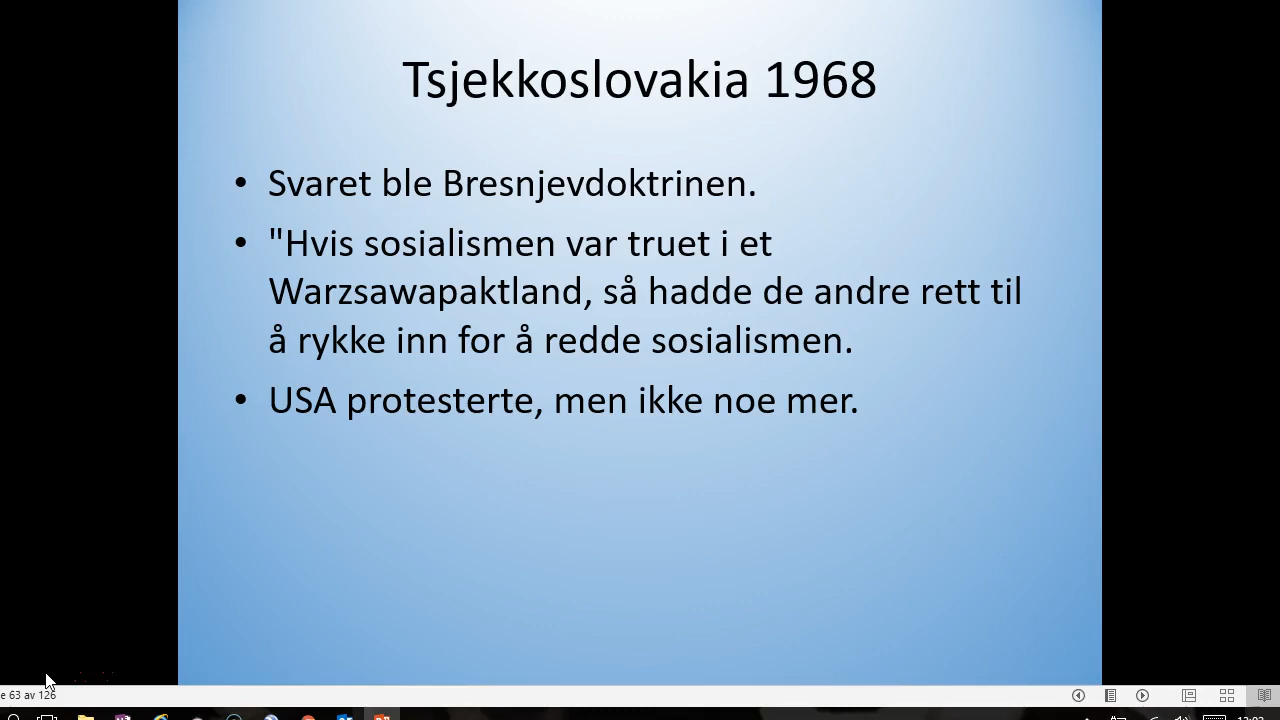 Tsjekkoslovakia 1968
• Svaret ble Bresnjevdoktrinen.
• "Hvis sosialismen var truet i et
Warzsawapaktland, så hadde de andre rett til
å rykke inn for å redde sosialismen.
• USA protesterte, men ikke noe mer.
e 63 av 126